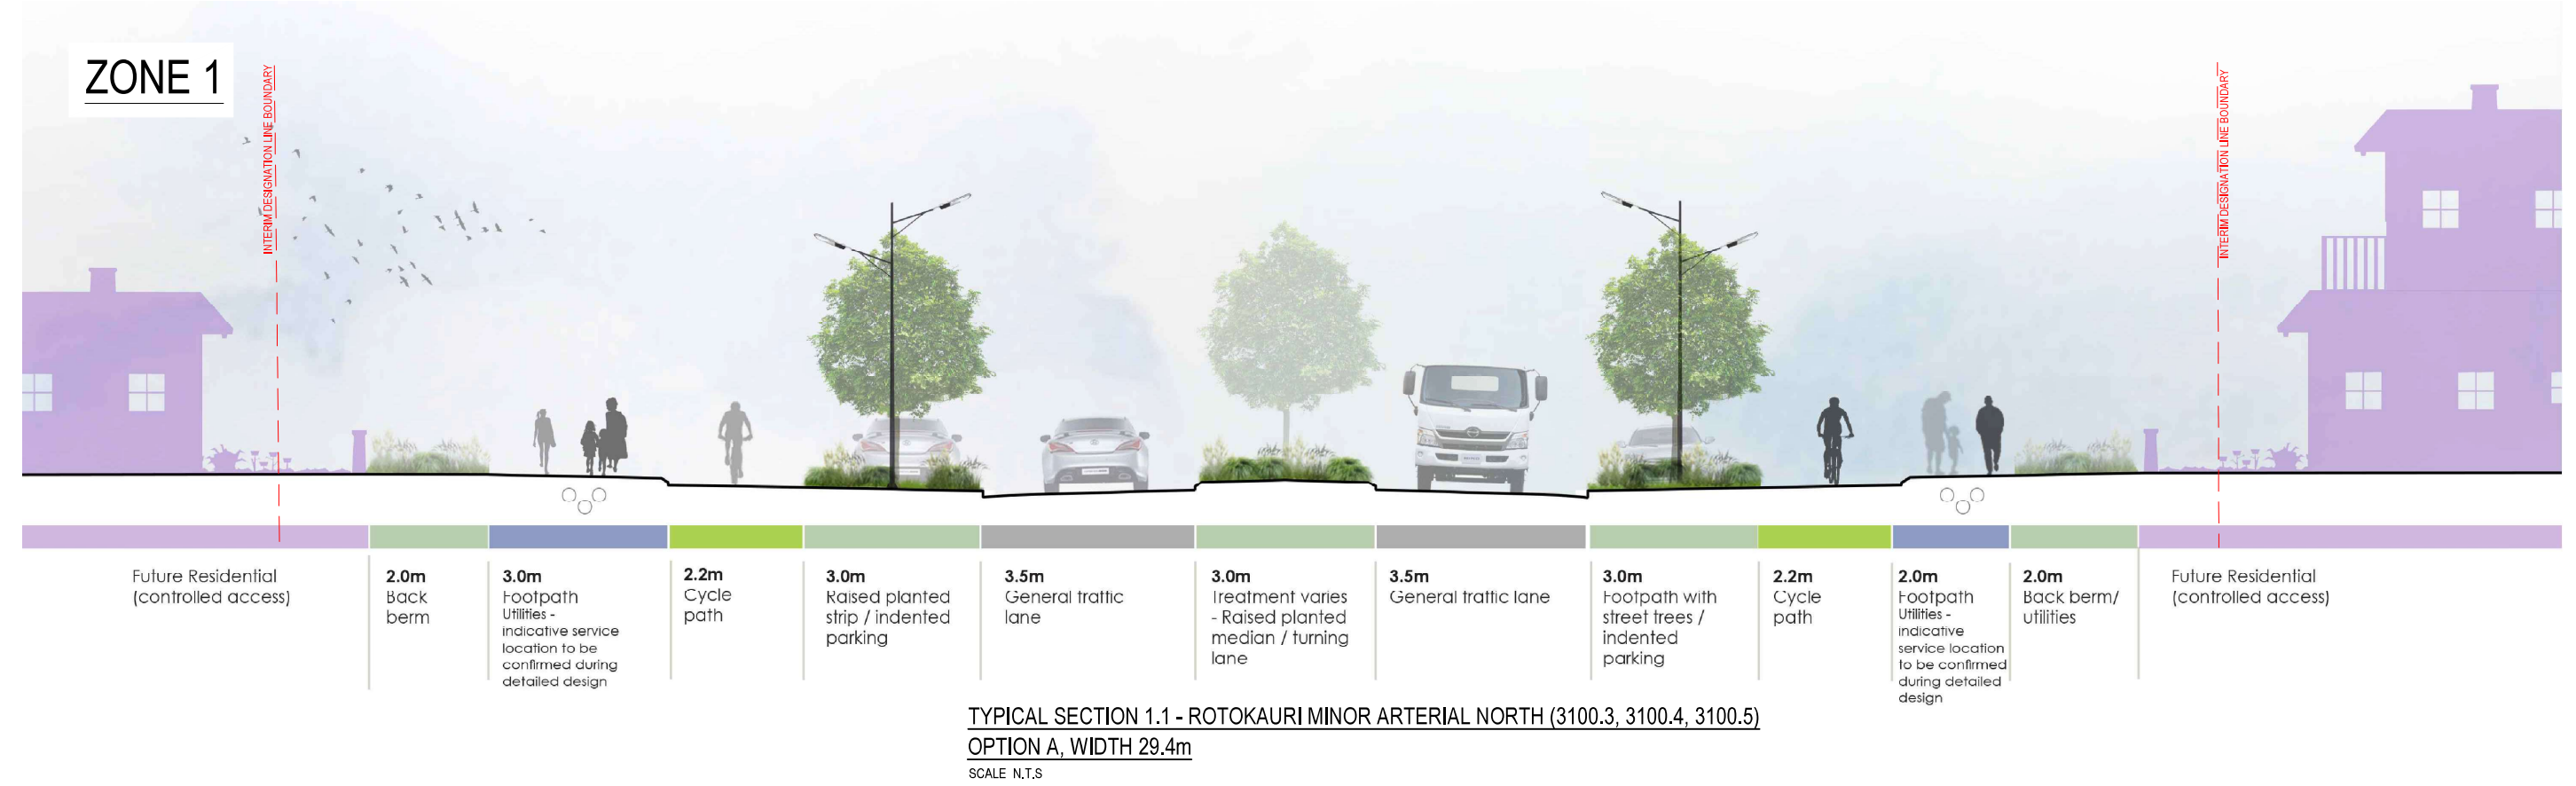 ZONE 1
INTERIM DESIGNATION LINE BOUNDARY
INTERIM DESIGNATION LINE BOUNDARY
Future Residential
(controlled access)
2.0m
Back
berm
3.0m
Footpath
Utilities -
indicative service
location to be
confirmed during
detailed design
2.2m
Cycle
path
3.0m
Raised planted
strip / indented
parking
3.5m
General traffic
lane
3.0m
Treatment varies
- Raised planted
median / turning
lane
3.5m
General traffic lane
3.0m
Footpath with
street trees /
indented
parking
2.2m
Cycle
path
2.0m
Footpath
Utilities -
indicative
service location
to be confirmed
during detailed
design
2.0m
Back berm/
utilities
Future Residential
(controlled access)
TYPICAL SECTION 1.1 - ROTOKAURI MINOR ARTERIAL NORTH (3100.3, 3100.4, 3100.5)
OPTION A, WIDTH 29.4m
SCALE N.T.S